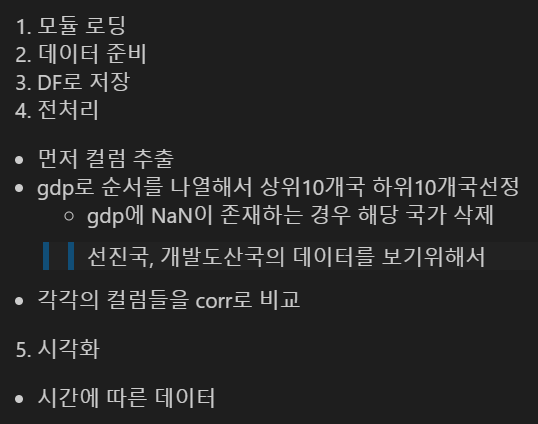 1. 모듈 로딩
2. 데이터 준비
3. DF로 저장
4. 전처리
• 먼저 컬럼 추출
• gdp로 순서를 나열해서 상위10개국 하위10개국선정
◦ gdp에 NaN이 존재하는 경우 해당 국가 삭제
선진국, 개발도산국의 데이터를 보기위해서
• 각각의 컬럼들을 corr로 비교
5. 시각화
• 시간에 따른 데이터